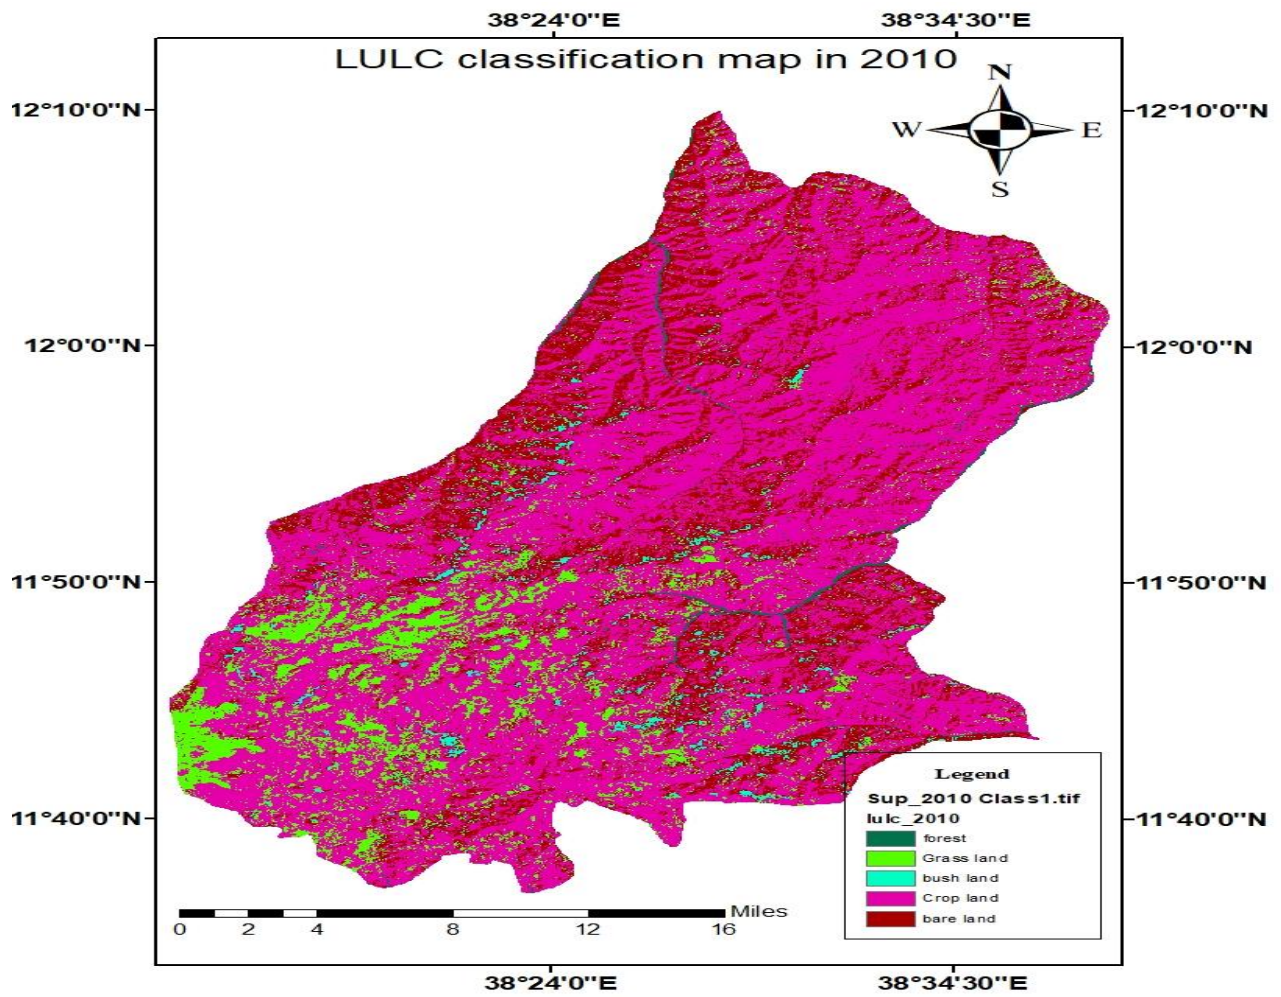 38°24'0"E 38°34'30"E
LULC classification map in 2010
N
12°10'0"N 12°10'0"N
W E
S
12°0'0"N 12°0'0"N
11°50'0"N 11°50'0"N
Legend
Sup_2010 Class1.tif
lulc_2010
11°40'0"N 11°40'0"N
forest
Grass land
bush land
Crop land
bare land
Miles
0 2 4 8 12 16
38°24'0"E 38°34'30"E